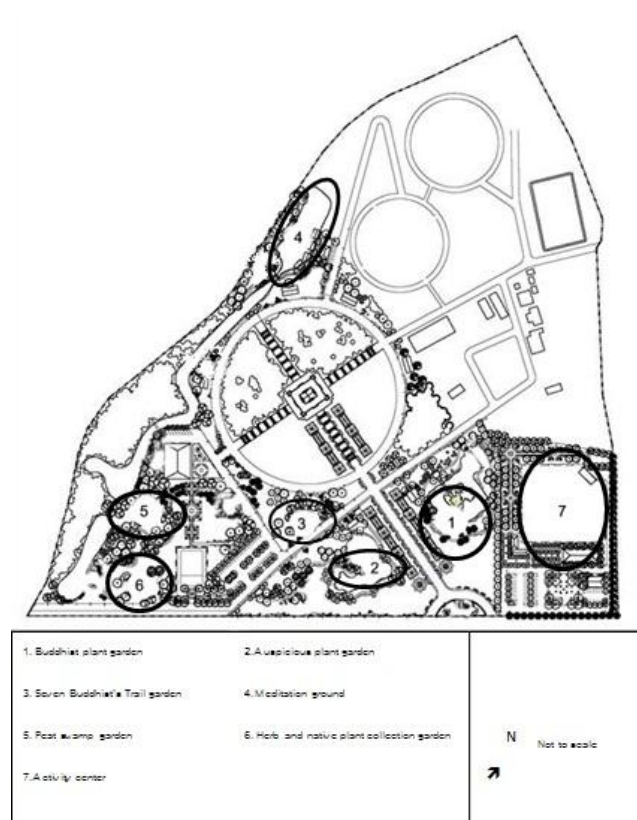 4
5
3
1
7
6
2
1. Buddhist plant garden
2.Auspicious plant garden
3. Seven Buddhist's Trail garden
4. Meditation ground
5. Peat swamp garden
6. Herb and native plant collection garden
7.Activity center
N
Not to scale